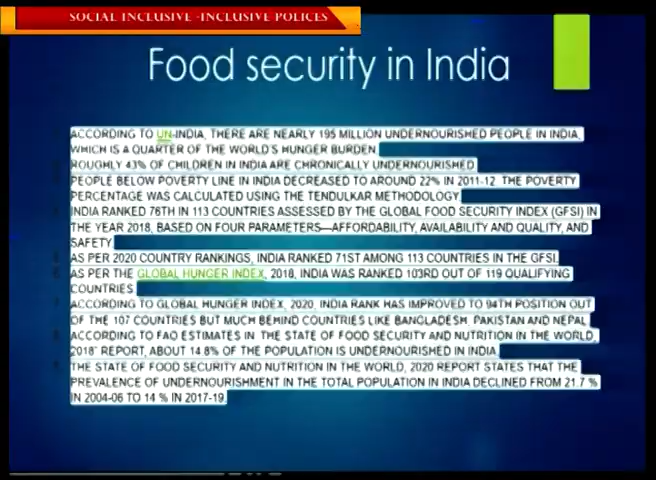 SOCIAL INCLUSIVE -INCLUSIVE POLICES
Food security in India
ACCORDING TO UN-INDIA, THERE ARE NEARLY 195 MILLION UNDERNOURISHED PEOPLE IN INDIA,
WHICH IS A QUARTER OF THE WORLD'S HUNGER BURDEN.
ROUGHLY 43% OF CHILDREN IN INDIA ARE CHRONICALLY UNDERNOURISHED.
PEOPLE BELOW POVERTY LINE IN INDIA DECREASED TO AROUND 22% IN 2011-12. THE POVERTY
PERCENTAGE WAS CALCULATED USING THE TENDULKAR METHODOLOGY.
INDIA RANKED 76TH IN 113 COUNTRIES ASSESSED BY THE GLOBAL FOOD SECURITY INDEX (GFSI) IN
THE YEAR 2018, BASED ON FOUR PARAMETERS—AFFORDABILITY, AVAILABILITY AND QUALITY, AND
SAFETY.
AS PER 2020 COUNTRY RANKINGS, INDIA RANKED 71ST AMONG 113 COUNTRIES IN THE GFSI.
AS PER THE GLOBAL HUNGER INDEX, 2018, INDIA WAS RANKED 103RD OUT OF 119 QUALIFYING
COUNTRIES.
ACCORDING TO GLOBAL HUNGER INDEX, 2020, INDIA RANK HAS IMPROVED TO 94TH POSITION OUT
OF THE 107 COUNTRIES BUT MUCH BEHIND COUNTRIES LIKE BANGLADESH, PAKISTAN AND NEPAL
ACCORDING TO FAO ESTIMATES IN THE STATE OF FOOD SECURITY AND NUTRITION IN THE WORLD,
2018" REPORT, ABOUT 14.8% OF THE POPULATION IS UNDERNOURISHED IN INDIA.
THE STATE OF FOOD SECURITY AND NUTRITION IN THE WORLD, 2020 REPORT STATES THAT THE
PREVALENCE OF UNDERNOURISHMENT IN THE TOTAL POPULATION IN INDIA DECLINED FROM 21.7 %
IN 2004-06 TO 14 % IN 2017-19.